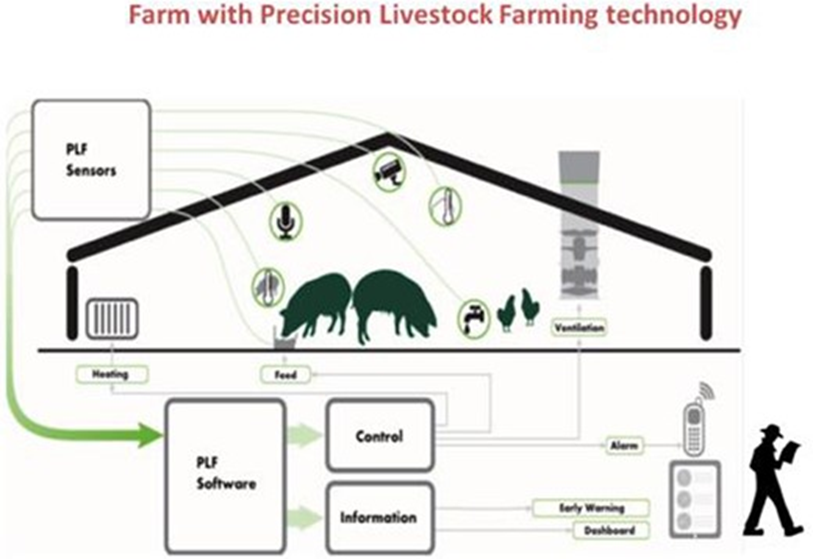 Farm with Precision Livestock Farming technology
PLF
Sensors
Ventilation
Heating
Feed
PLF
Software
Control
Alarm
Information
Early Warning
Dashboard